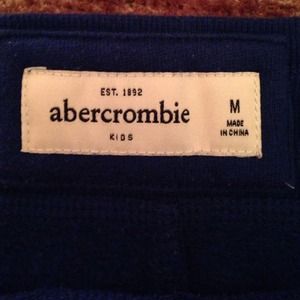 EST. 1892
abercrombie
KIDS
M
MADE
IN CHINA